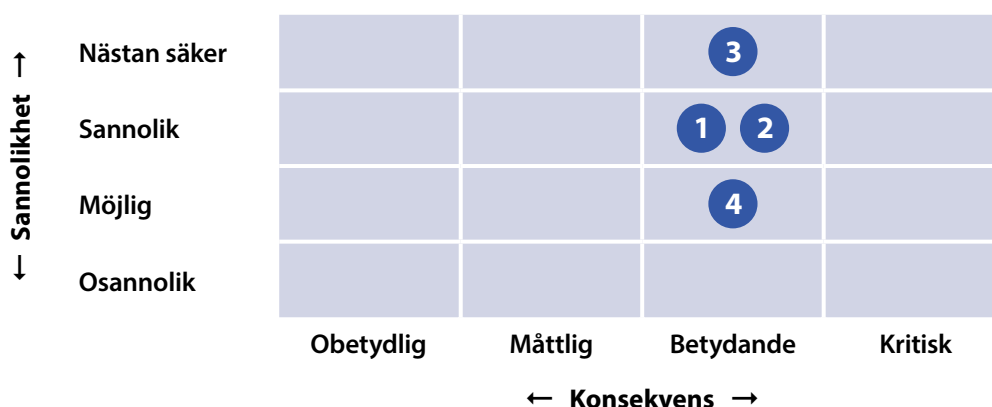 ↑ Sannolikhet ↓
Nästan säker
3
Sannolik
1 2
Möjlig
4
Osannolik
Obetydlig Måttlig Betydande Kritisk
← Konsekvens →